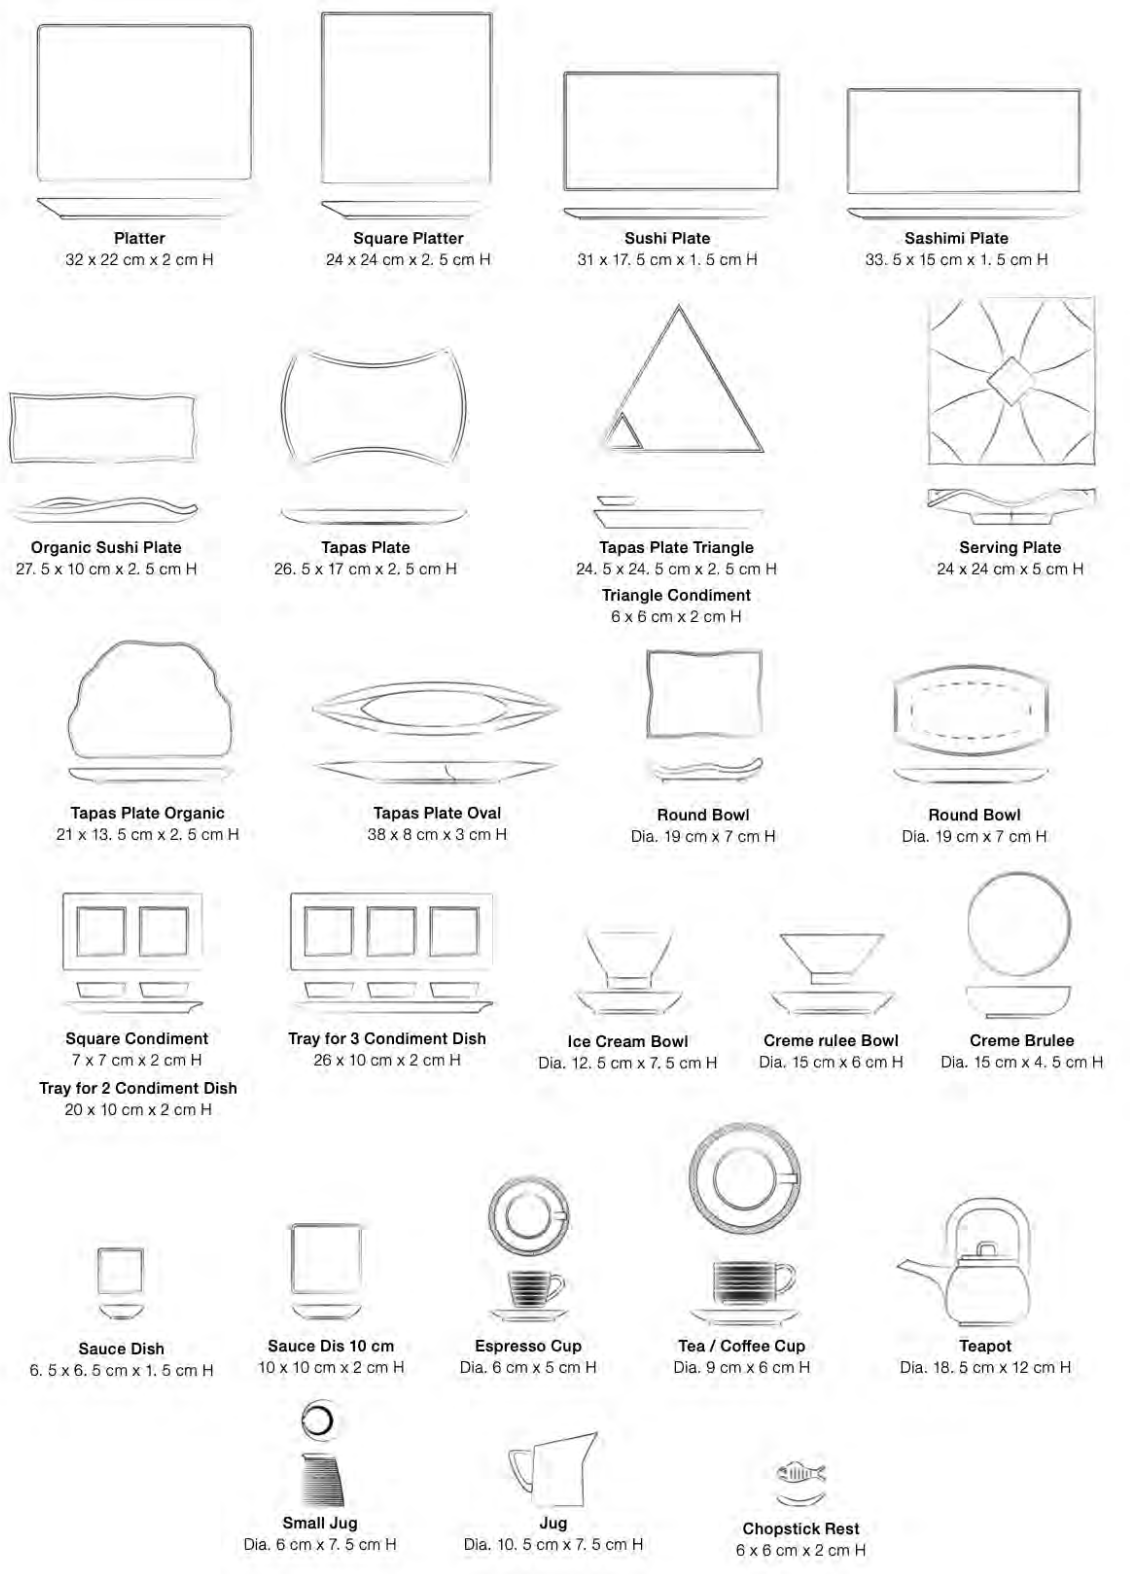 Platter
32 x 22 cm x 2 cm H
Square Platter
24 x 24 cm x 2. 5 cm H
Sushi Plate
31 x 17. 5 cm x 1. 5 cm H
Sashimi Plate
33. 5 x 15 cm x 1. 5 cm H
Organic Sushi Plate
27. 5 x 10 cm x 2. 5 cm H
Tapas Plate
26. 5 x 17 cm x 2. 5 cm H
Tapas Plate Triangle
24. 5 x 24. 5 cm x 2. 5 cm H
Triangle Condiment
6 x 6 cm x 2 cm H
Serving Plate
24 x 24 cm x 5 cm H
Tapas Plate Organic
21 x 13. 5 cm x 2. 5 cm H
Tapas Plate Oval
38 x 8 cm x 3 cm H
Round Bowl
Dia. 19 cm x 7 cm H
Round Bowl
Dia. 19 cm x 7 cm H
Square Condiment
7 x 7 cm x 2 cm H
Tray for 2 Condiment Dish
20 x 10 cm x 2 cm H
Tray for 3 Condiment Dish
26 x 10 cm x 2 cm H
Ice Cream Bowl
Dia. 12. 5 cm x 7. 5 cm H
Creme rulee Bowl
Dia. 15 cm x 6 cm H
Creme Brulee
Dia. 15 cm x 4. 5 cm H
Sauce Dish
6. 5 x 6. 5 cm x 1. 5 cm H
Sauce Dis 10 cm
10 x 10 cm x 2 cm H
Espresso Cup
Dia. 6 cm x 5 cm H
Tea / Coffee Cup
Dia. 9 cm x 6 cm H
Teapot
Dia. 18. 5 cm x 12 cm H
Small Jug
Dia. 6 cm x 7. 5 cm H
Jug
Dia. 10. 5 cm x 7. 5 cm H
Chopstick Rest
6 x 6 cm x 2 cm H